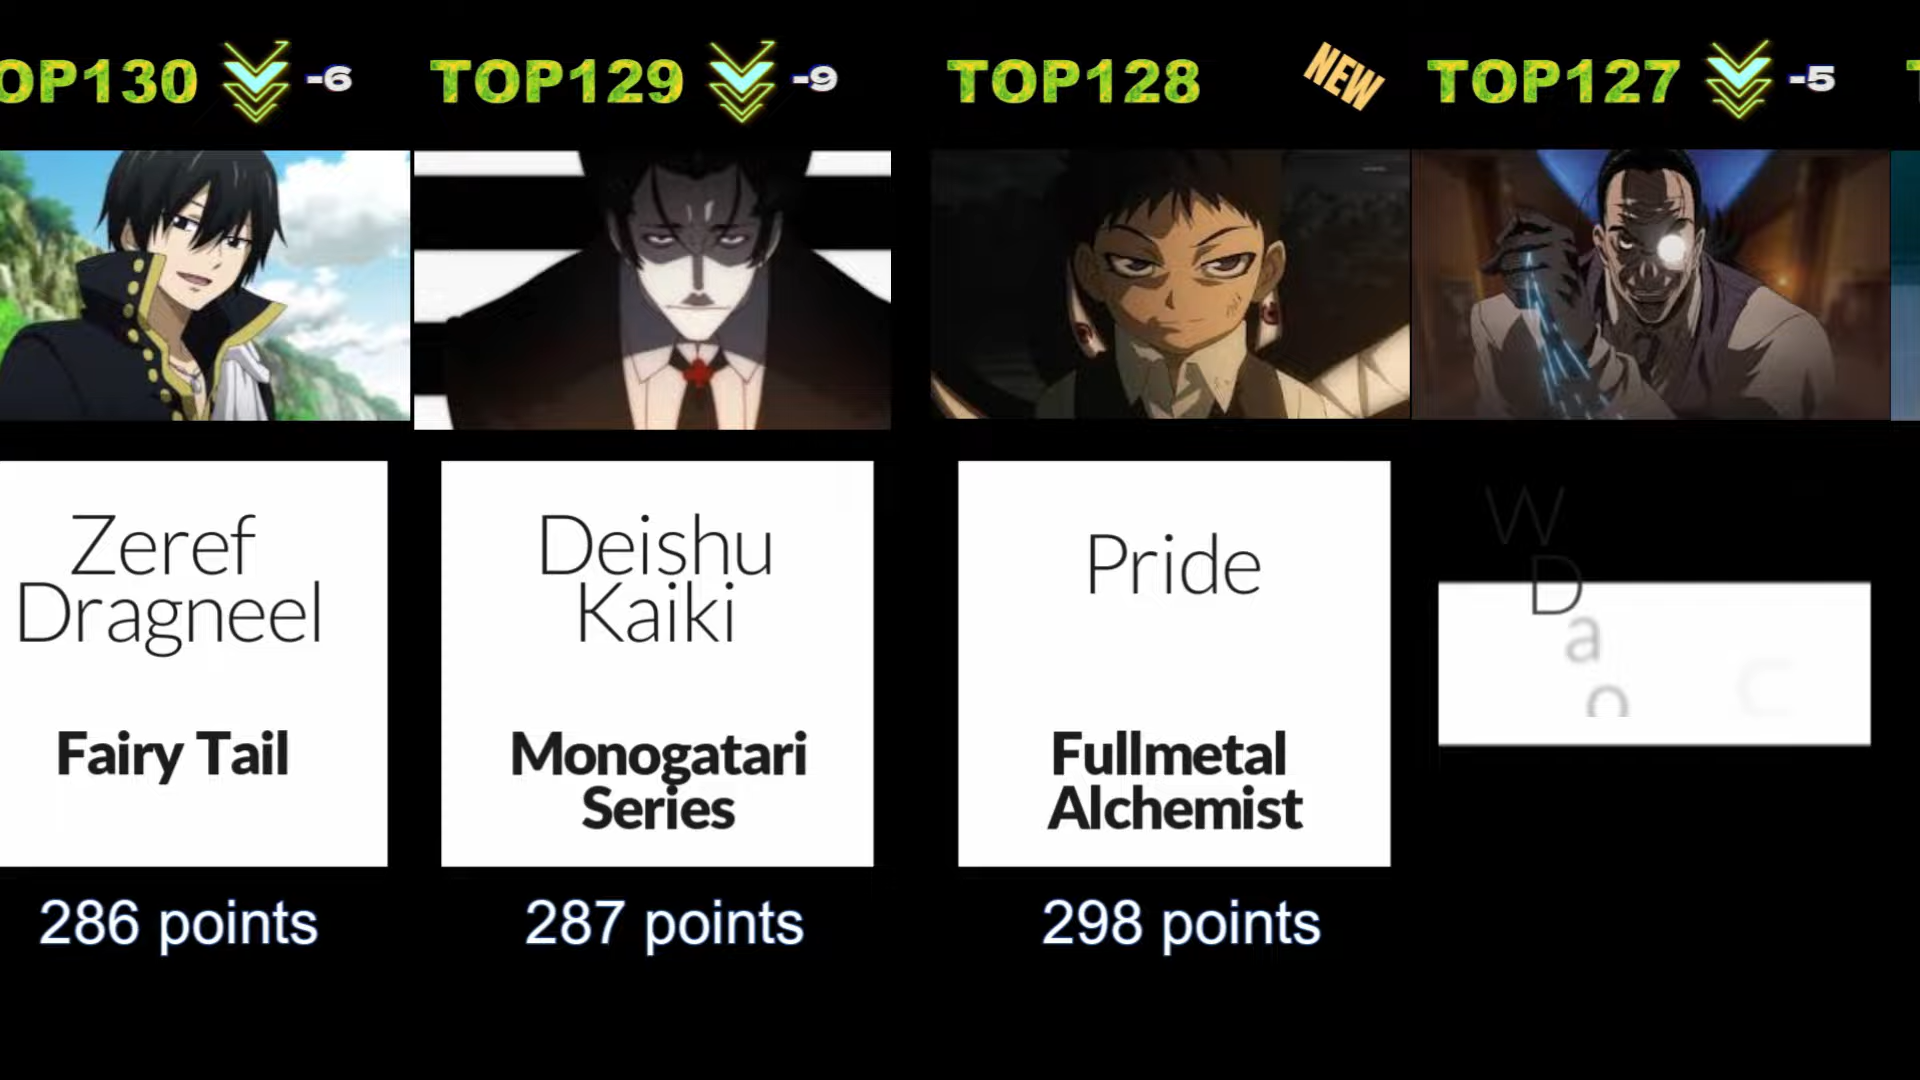 OP130 -6
TOP129 -9
TOP128 NEW
TOP127 -5
Zeref
Dragneel
Fairy Tail
286 points
Deishu
Kaiki
Monogatari
Series
287 points
Pride
Fullmetal
Alchemist
298 points
W
D
a